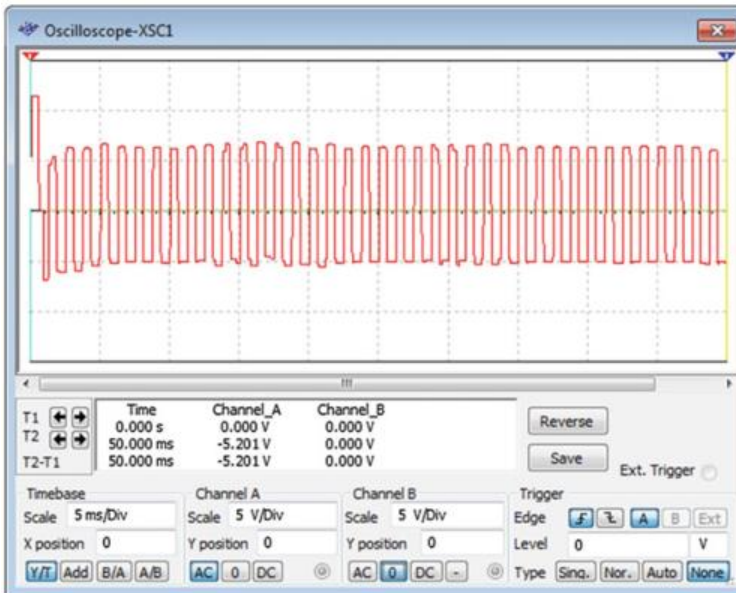 Oscilloscope-XSC1
Time Channel_A Channel_B
T1 0.000 s 0.000 V 0.000 V
T2 50.000 ms -5.201 V 0.000 V
T2-T1 50.000 ms -5.201 V 0.000 V
Reverse
Save
Ext. Trigger
Timebase
Scale 5 ms/Div
X position 0
Y/T Add B/A A/B
Channel A
Scale 5 V/Div
Y position 0
AC 0 DC
Channel B
Scale 5 V/Div
Y position 0
AC 0 DC -
Trigger
Edge A B Ext
Level 0 V
Type Sing. Nor. Auto None